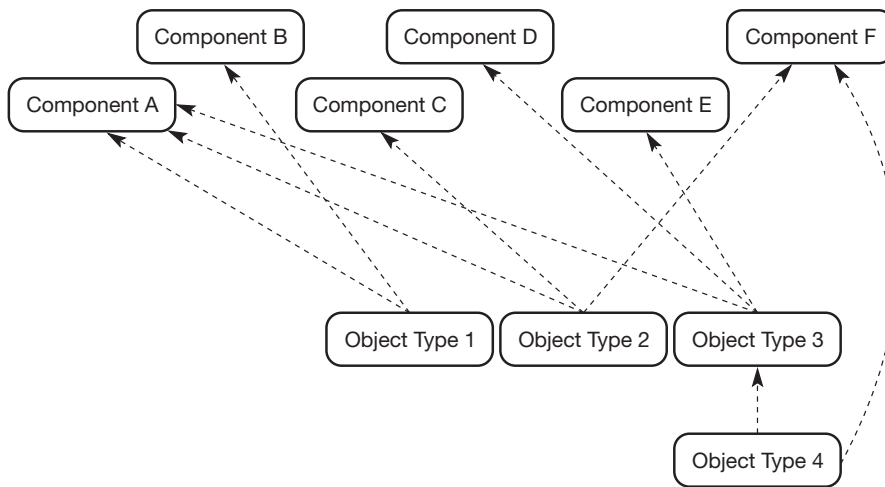 Component B
Component D
Component F
Component A
Component C
Component E
Object Type 1
Object Type 2
Object Type 3
Object Type 4